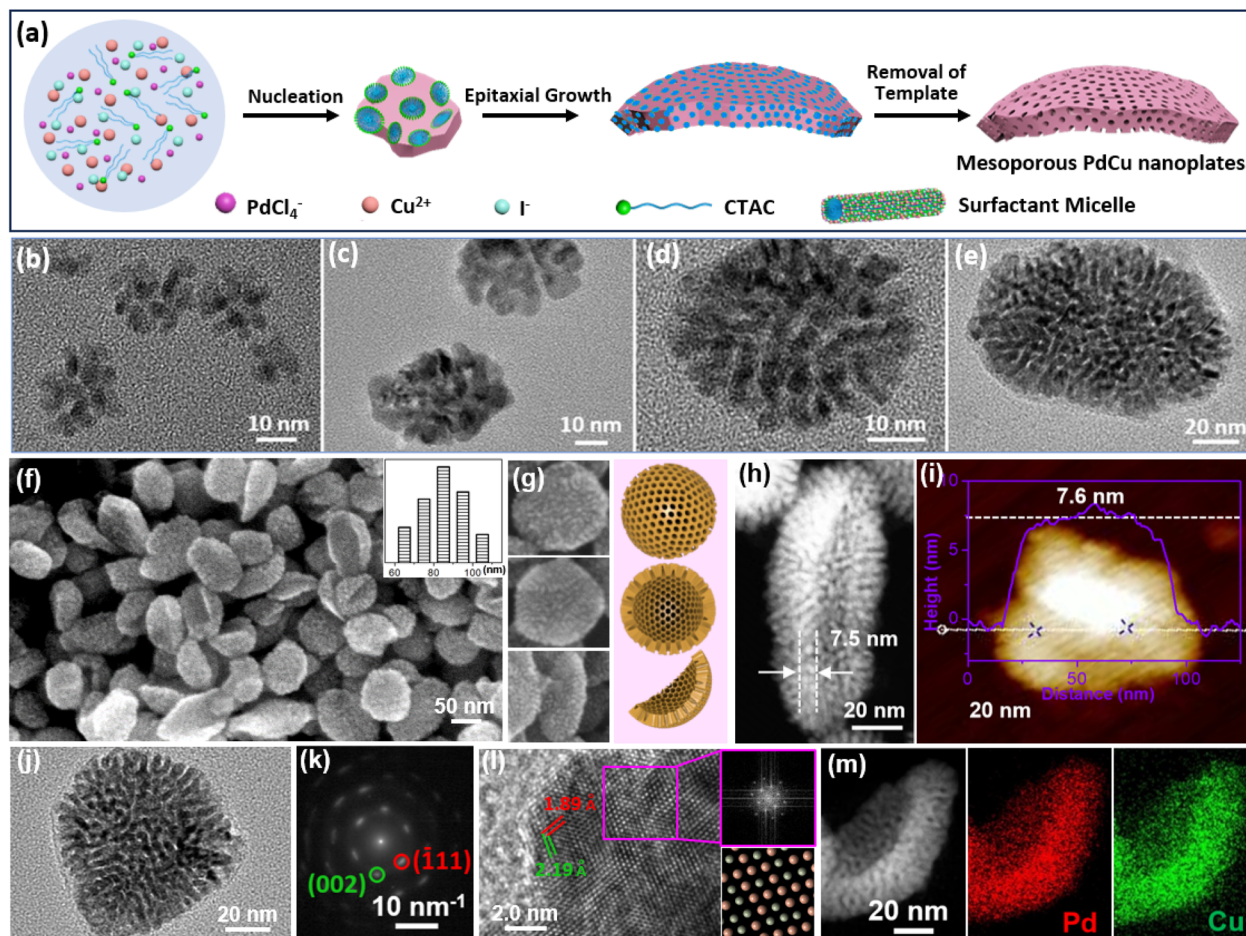 (a)
Nucleation
Epitaxial Growth
Removal of
Template
Mesoporous PdCu nanoplates
PdCl₄⁻
Cu²⁺
I⁻
CTAC
Surfactant Micelle
(b)
10 nm
(c)
10 nm
(d)
10 nm
(e)
20 nm
(f)
60 80 100 (nm)
50 nm
(g)
(h)
7.5 nm
20 nm
(i)
10
5
0
Height (nm)
7.6 nm
0 50 100
Distance (nm)
20 nm
(j)
20 nm
(k)
(002)
(1̄11)
10 nm⁻¹
(l)
1.89 Å
2.19 Å
2.0 nm
(m)
20 nm
Pd
Cu